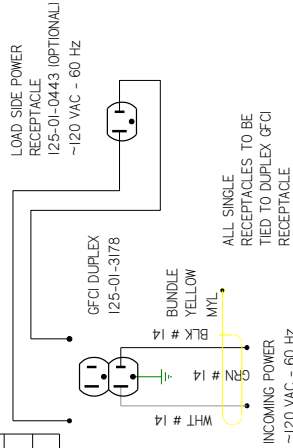 LOAD SIDE POWER
RECEPTACLE
125-01-0443 (OPTIONAL)
~120 VAC - 60 Hz
GFCI DUPLEX
125-01-3178
BUNDLE
YELLOW
MYL
BLK # 14
GRN # 14
WHT # 14
ALL SINGLE
RECEPTACLES TO BE
TIED TO DUPLEX GFCI
RECEPTACLE
INCOMING POWER
~120 VAC - 60 Hz